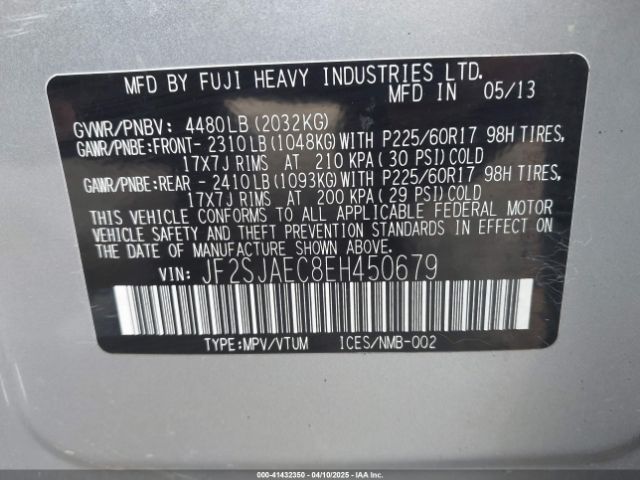 MFD BY FUJI HEAVY INDUSTRIES LTD.
MFD IN 05/13
GVWR/PNBV: 4480LB(2032KG)
GAWR/PNBE:FRONT- 2310LB(1048KG)WITH P225/60R17 98H TIRES,
17X7J RIMS AT 210 KPA(30 PSI)COLD
GAWR/PNBE:REAR - 2410LB(1093KG)WITH P225/60R17 98H TIRES,
17X7J RIMS AT 200 KPA(29 PSI)COLD
THIS VEHICLE CONFORMS TO ALL APPLICABLE FEDERAL MOTOR
VEHICLE SAFETY AND THEFT PREVENTION STANDARDS IN EFFECT ON
THE DATE OF MANUFACTURE SHOWN ABOVE.
VIN: JF2SJAEC8EH450679
TYPE:MPV/VTUM ICES/NMB-002
000-41432350 - 04/10/2025 - COPYRIGHT IAA, LLC.